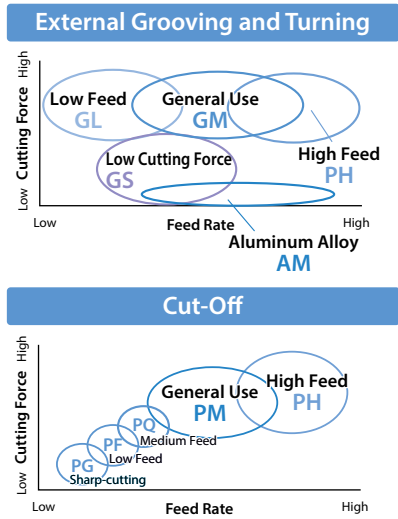 External Grooving and Turning
High
Cutting Force
Low
Low Feed
GL
General Use
GM
High Feed
PH
Low Cutting Force
GS
Low
Feed Rate
High
Aluminum Alloy
AM
Cut-Off
High
Cutting Force
Low
General Use
PM
High Feed
PH
PQ
Medium Feed
PF
Low Feed
PG
Sharp-cutting
Low
Feed Rate
High